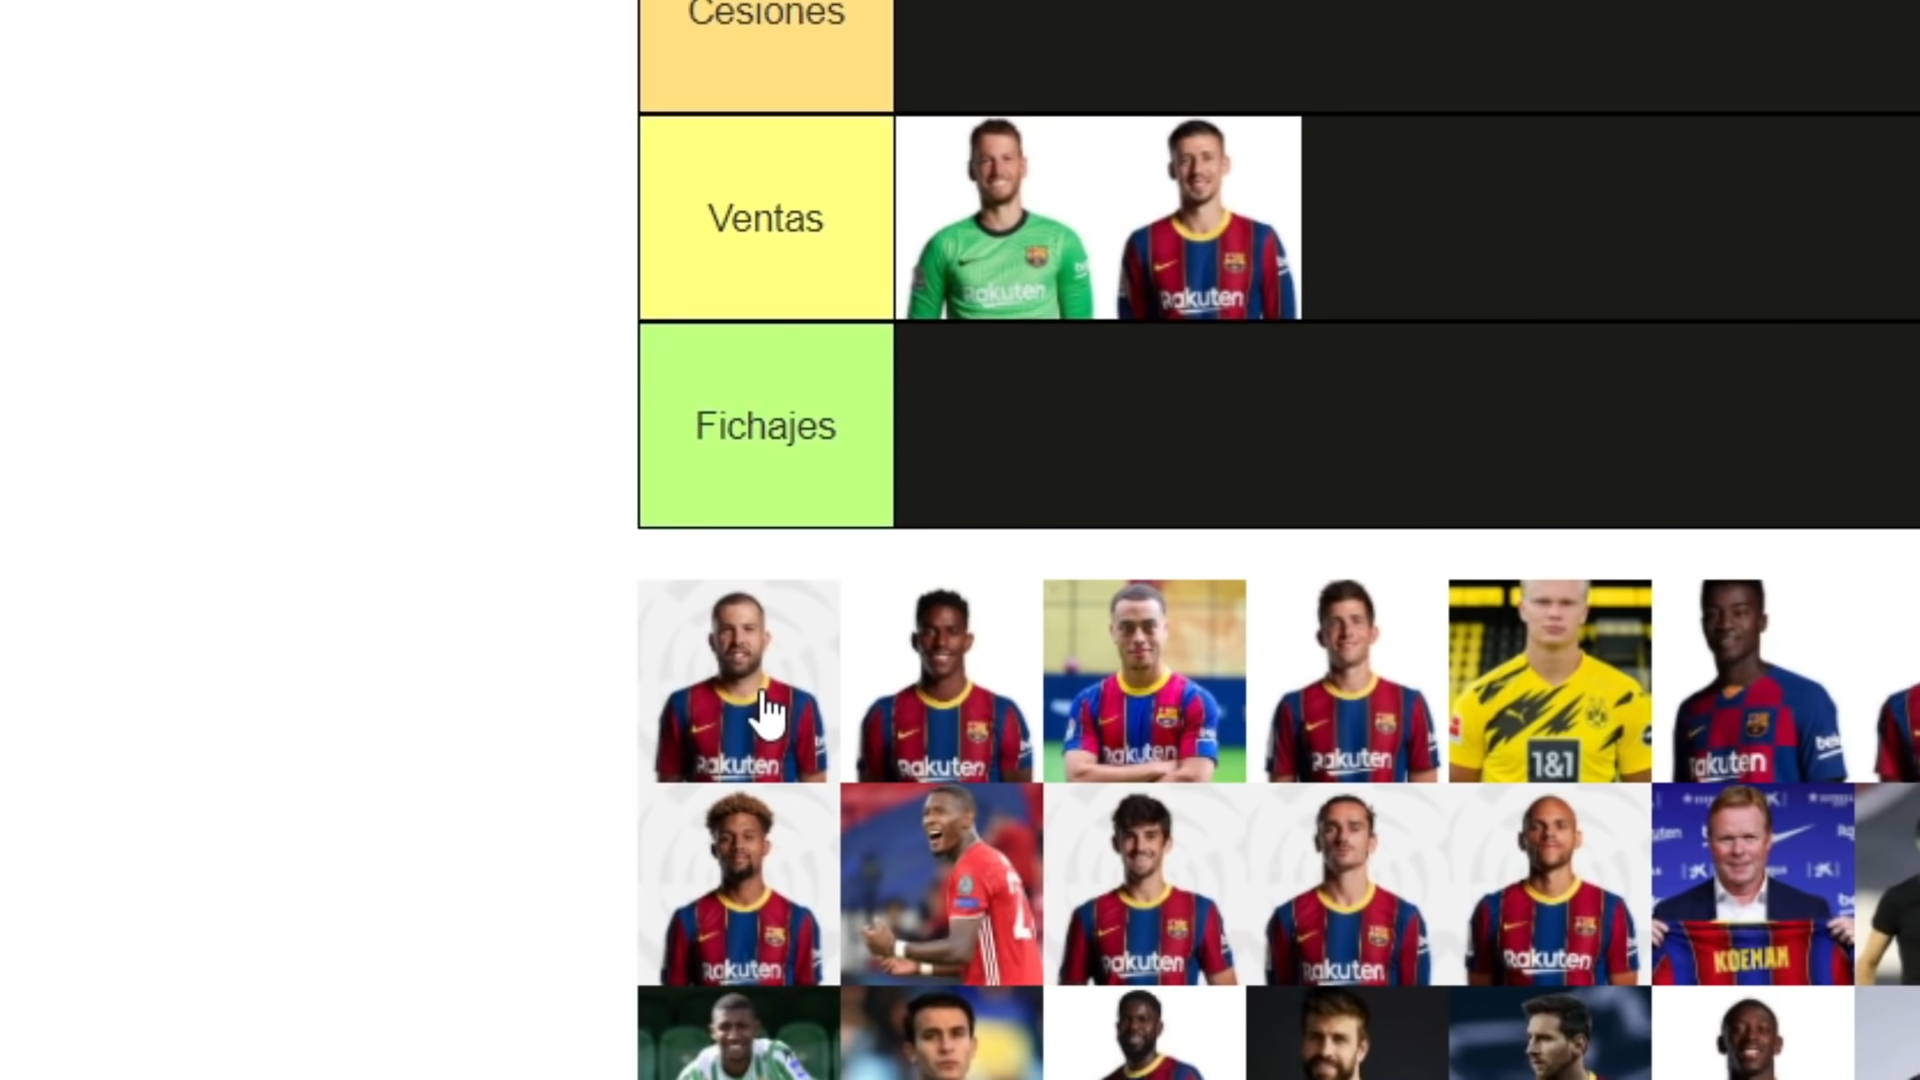 Cesiones
Ventas
Rakuten
Rakuten
Fichajes
Rakuten
Rakuten
Rakuten
Rakuten
1&1
Rakuten
Rakuten
Rakuten
Rakuten
Rakuten
KOEMAN